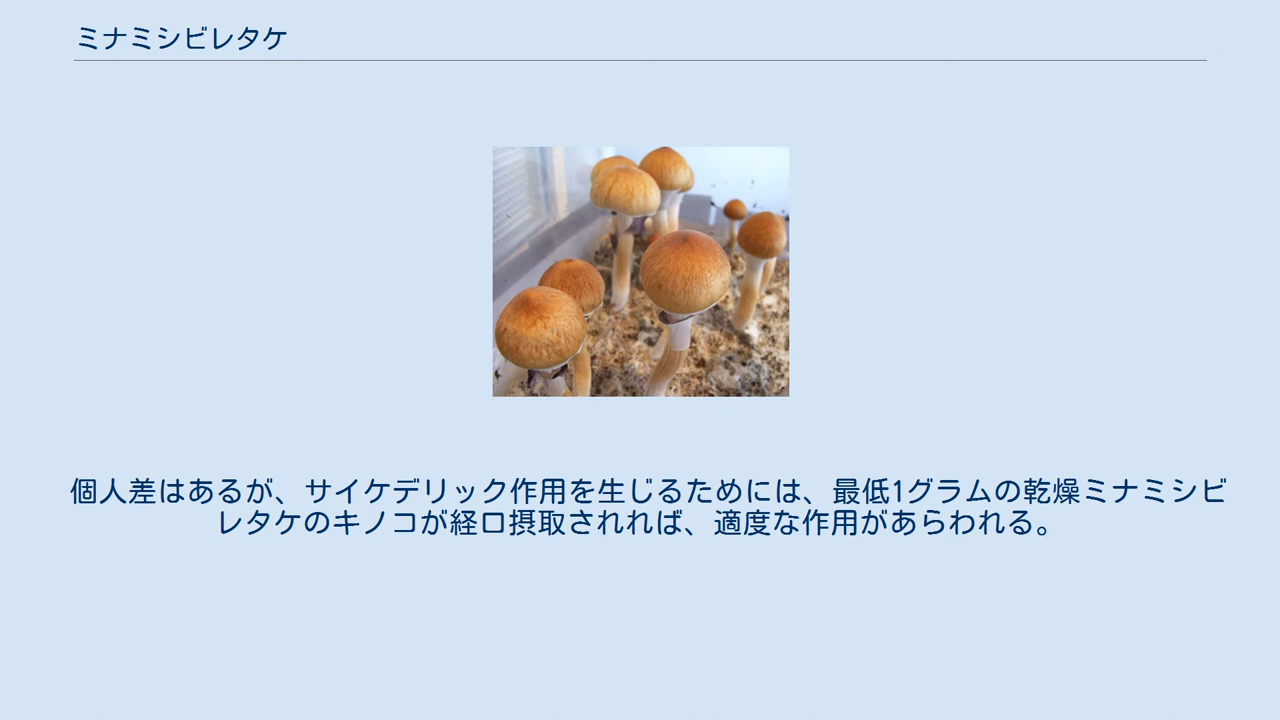 ミナミシビレタケ
個人差はあるが、サイケデリック作用を生じるためには、最低1グラムの乾燥ミナミシビ
レタケのキノコが経口摂取されれば、適度な作用があらわれる。